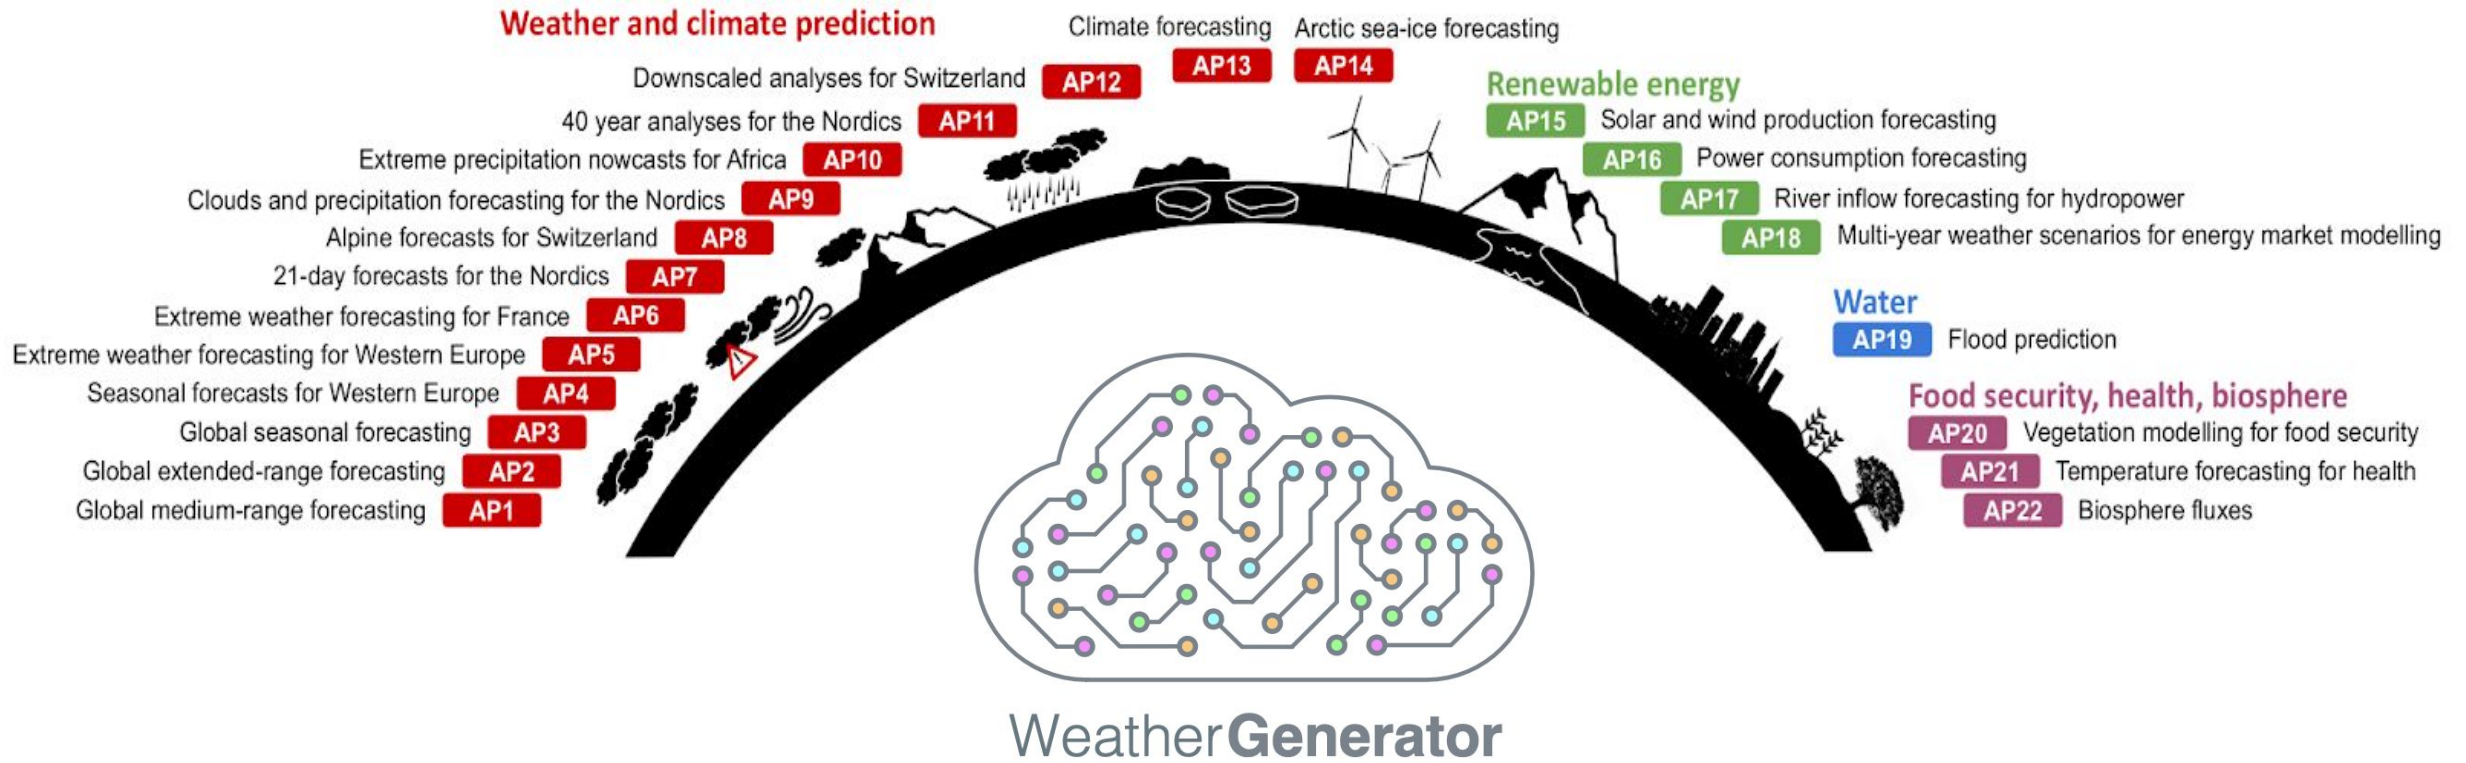 Weather and climate prediction
Climate forecasting
AP13
Arctic sea-ice forecasting
AP14
Downscaled analyses for Switzerland AP12
40 year analyses for the Nordics AP11
Extreme precipitation nowcasts for Africa AP10
Clouds and precipitation forecasting for the Nordics AP9
Alpine forecasts for Switzerland AP8
21-day forecasts for the Nordics AP7
Extreme weather forecasting for France AP6
Extreme weather forecasting for Western Europe AP5
Seasonal forecasts for Western Europe AP4
Global seasonal forecasting AP3
Global extended-range forecasting AP2
Global medium-range forecasting AP1
Renewable energy
AP15 Solar and wind production forecasting
AP16 Power consumption forecasting
AP17 River inflow forecasting for hydropower
AP18 Multi-year weather scenarios for energy market modelling
Water
AP19 Flood prediction
Food security, health, biosphere
AP20 Vegetation modelling for food security
AP21 Temperature forecasting for health
AP22 Biosphere fluxes
WeatherGenerator